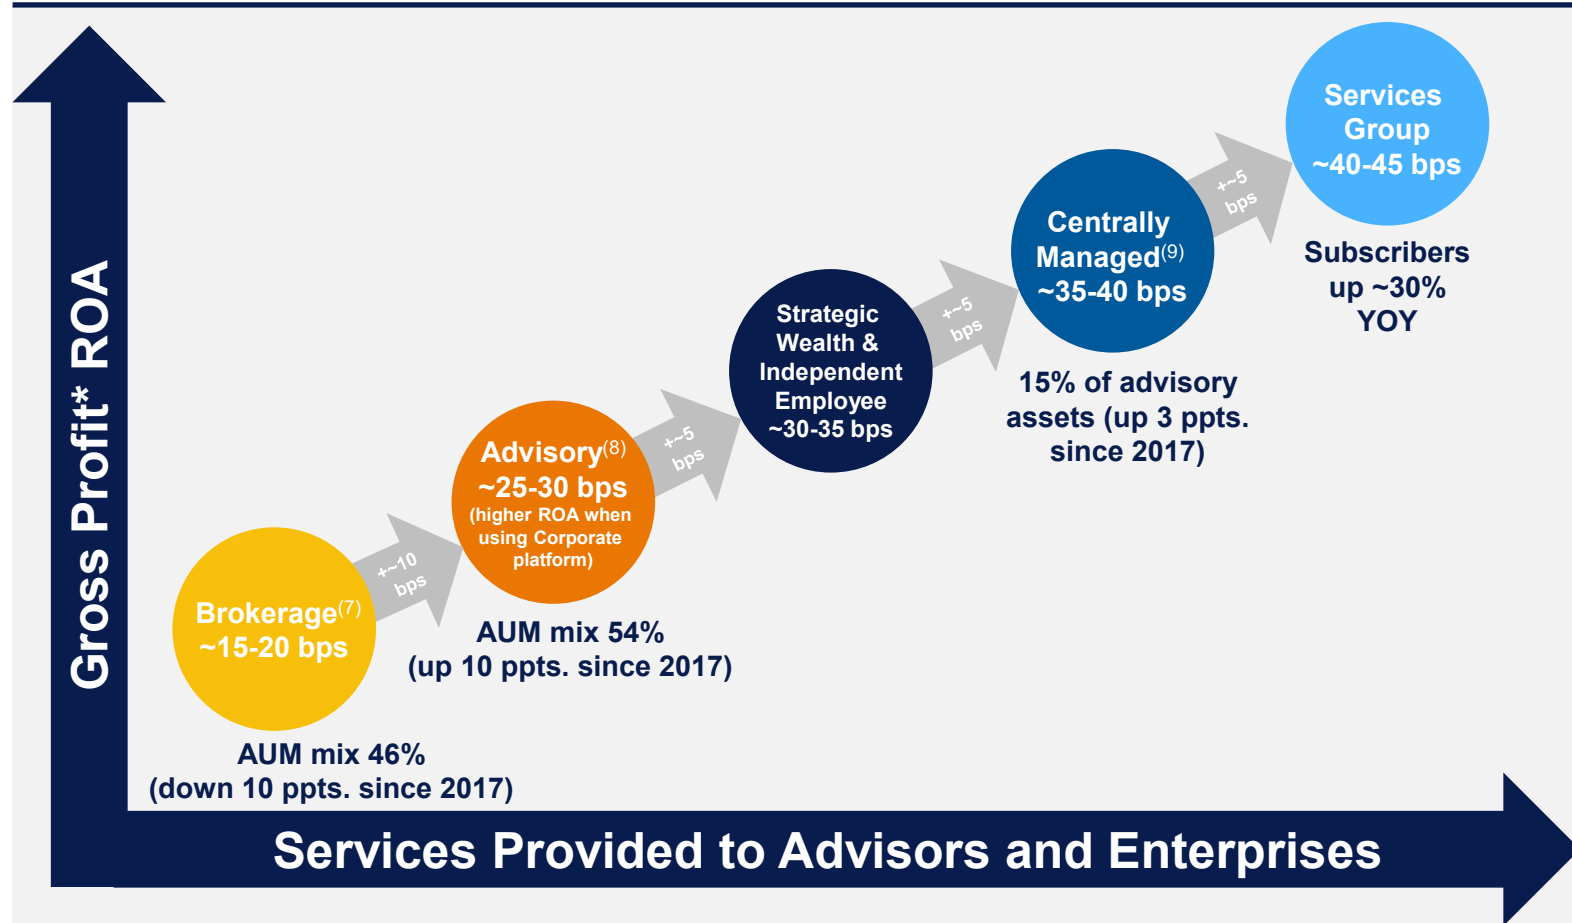 Gross Profit* ROA
Services
Group
~40-45 bps
Subscribers
up ~30%
YOY
+~5
bps
Centrally
Managed(9)
~35-40 bps
15% of advisory
assets (up 3 ppts.
since 2017)
+~5
bps
Strategic
Wealth &
Independent
Employee
~30-35 bps
+~5
bps
Advisory(8)
~25-30 bps
(higher ROA when
using Corporate
platform)
AUM mix 54%
(up 10 ppts. since 2017)
+~10
bps
Brokerage(7)
~15-20 bps
AUM mix 46%
(down 10 ppts. since 2017)
Services Provided to Advisors and Enterprises